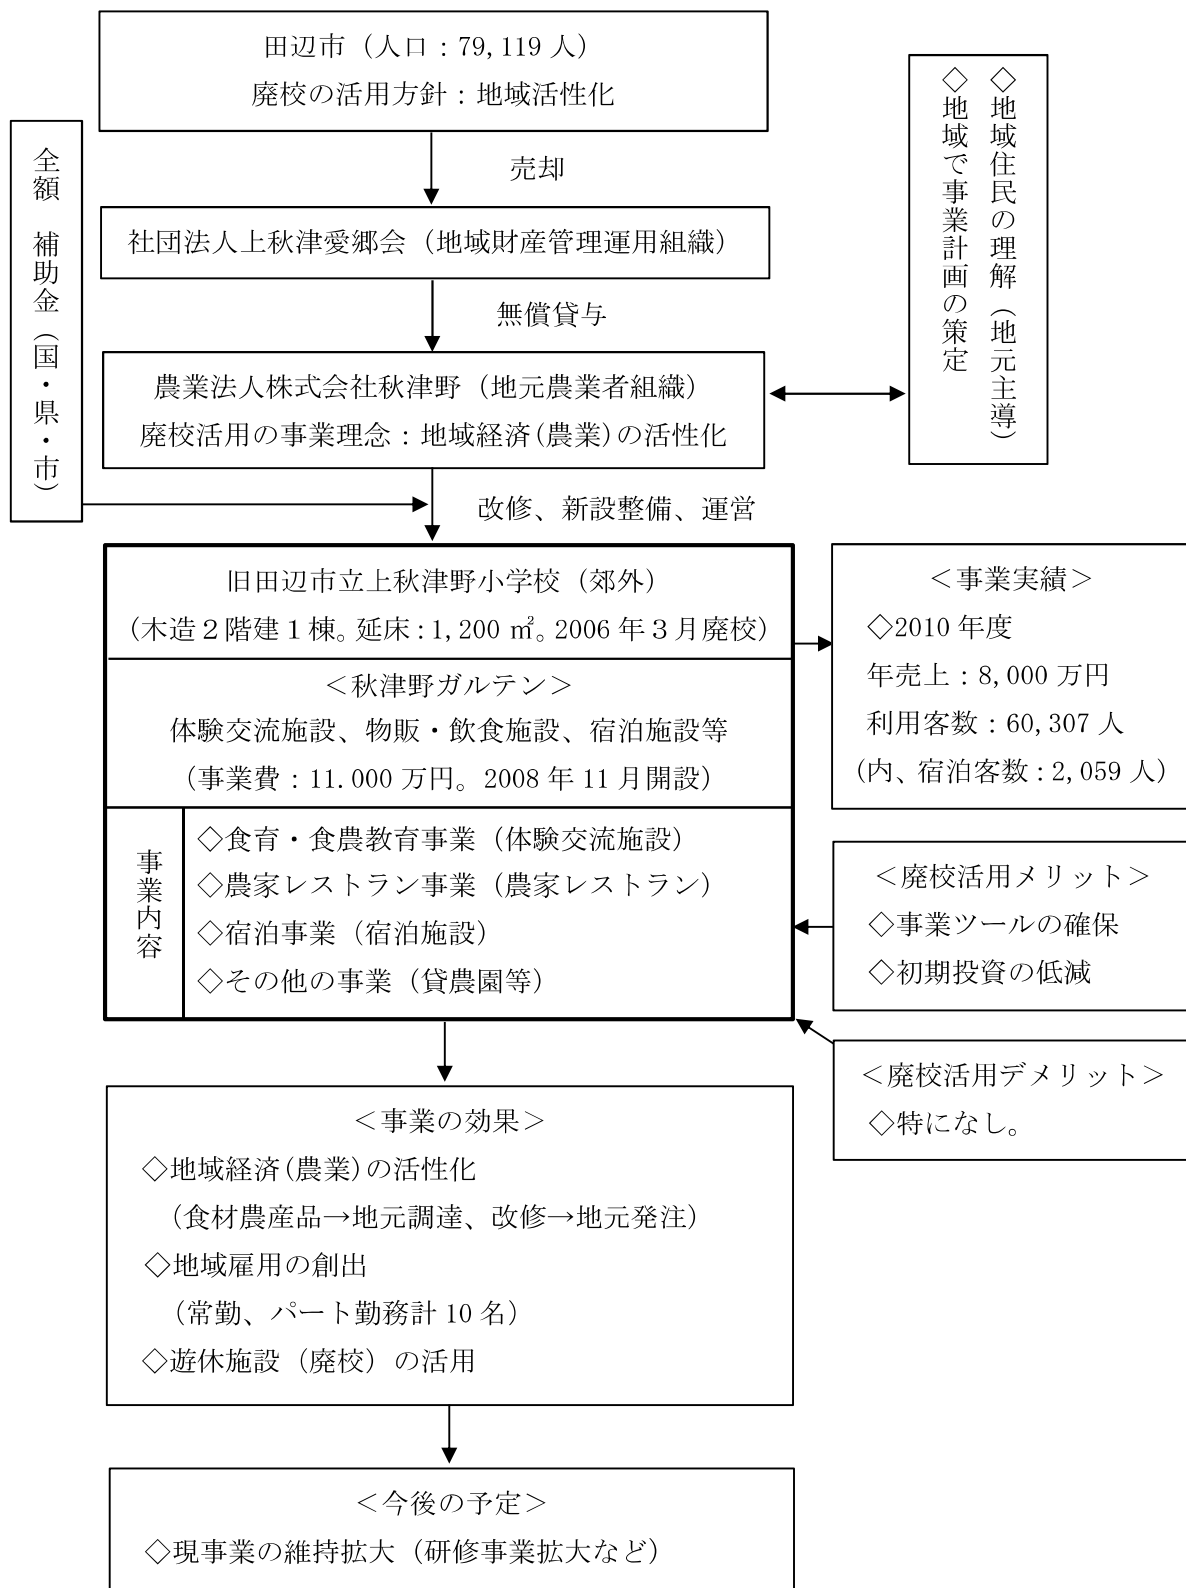 田辺市（人口：79,119 人）
廃校の活用方針：地域活性化
売却
社団法人上秋津愛郷会（地域財産管理運用組織）
無償貸与
農業法人株式会社秋津野（地元農業者組織）
廃校活用の事業理念：地域経済(農業)の活性化
◇地域住民の理解（地元主導）
◇地域で事業計画の策定
全額　補助金（国・県・市）
改修、新設整備、運営
旧田辺市立上秋津野小学校（郊外）
（木造２階建１棟。延床：1,200 ㎡。2006 年３月廃校）
＜秋津野ガルテン＞
体験交流施設、物販・飲食施設、宿泊施設等
（事業費：11.000 万円。2008 年 11 月開設）
事業内容
◇食育・食農教育事業（体験交流施設）
◇農家レストラン事業（農家レストラン）
◇宿泊事業（宿泊施設）
◇その他の事業（貸農園等）
＜事業実績＞
◇2010 年度
年売上：8,000 万円
利用客数：60,307 人
（内、宿泊客数：2,059 人）
＜廃校活用メリット＞
◇事業ツールの確保
◇初期投資の低減
＜廃校活用デメリット＞
◇特になし。
＜事業の効果＞
◇地域経済(農業)の活性化
（食材農産品→地元調達、改修→地元発注）
◇地域雇用の創出
（常勤、パート勤務計 10 名）
◇遊休施設（廃校）の活用
＜今後の予定＞
◇現事業の維持拡大（研修事業拡大など）